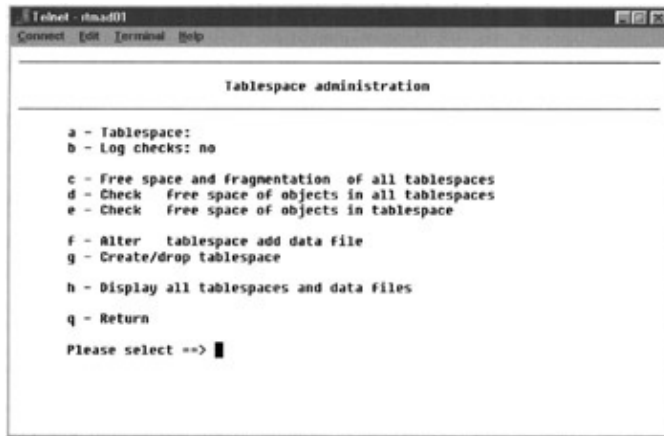 Telnet - rtmad01
Connect Edit Terminal Help
Tablespace administration
a - Tablespace:
b - Log checks: no
c - Free space and fragmentation of all tablespaces
d - Check free space of objects in all tablespaces
e - Check free space of objects in tablespace
f - Alter tablespace add data file
g - Create/drop tablespace
h - Display all tablespaces and data files
q - Return
Please select ==>